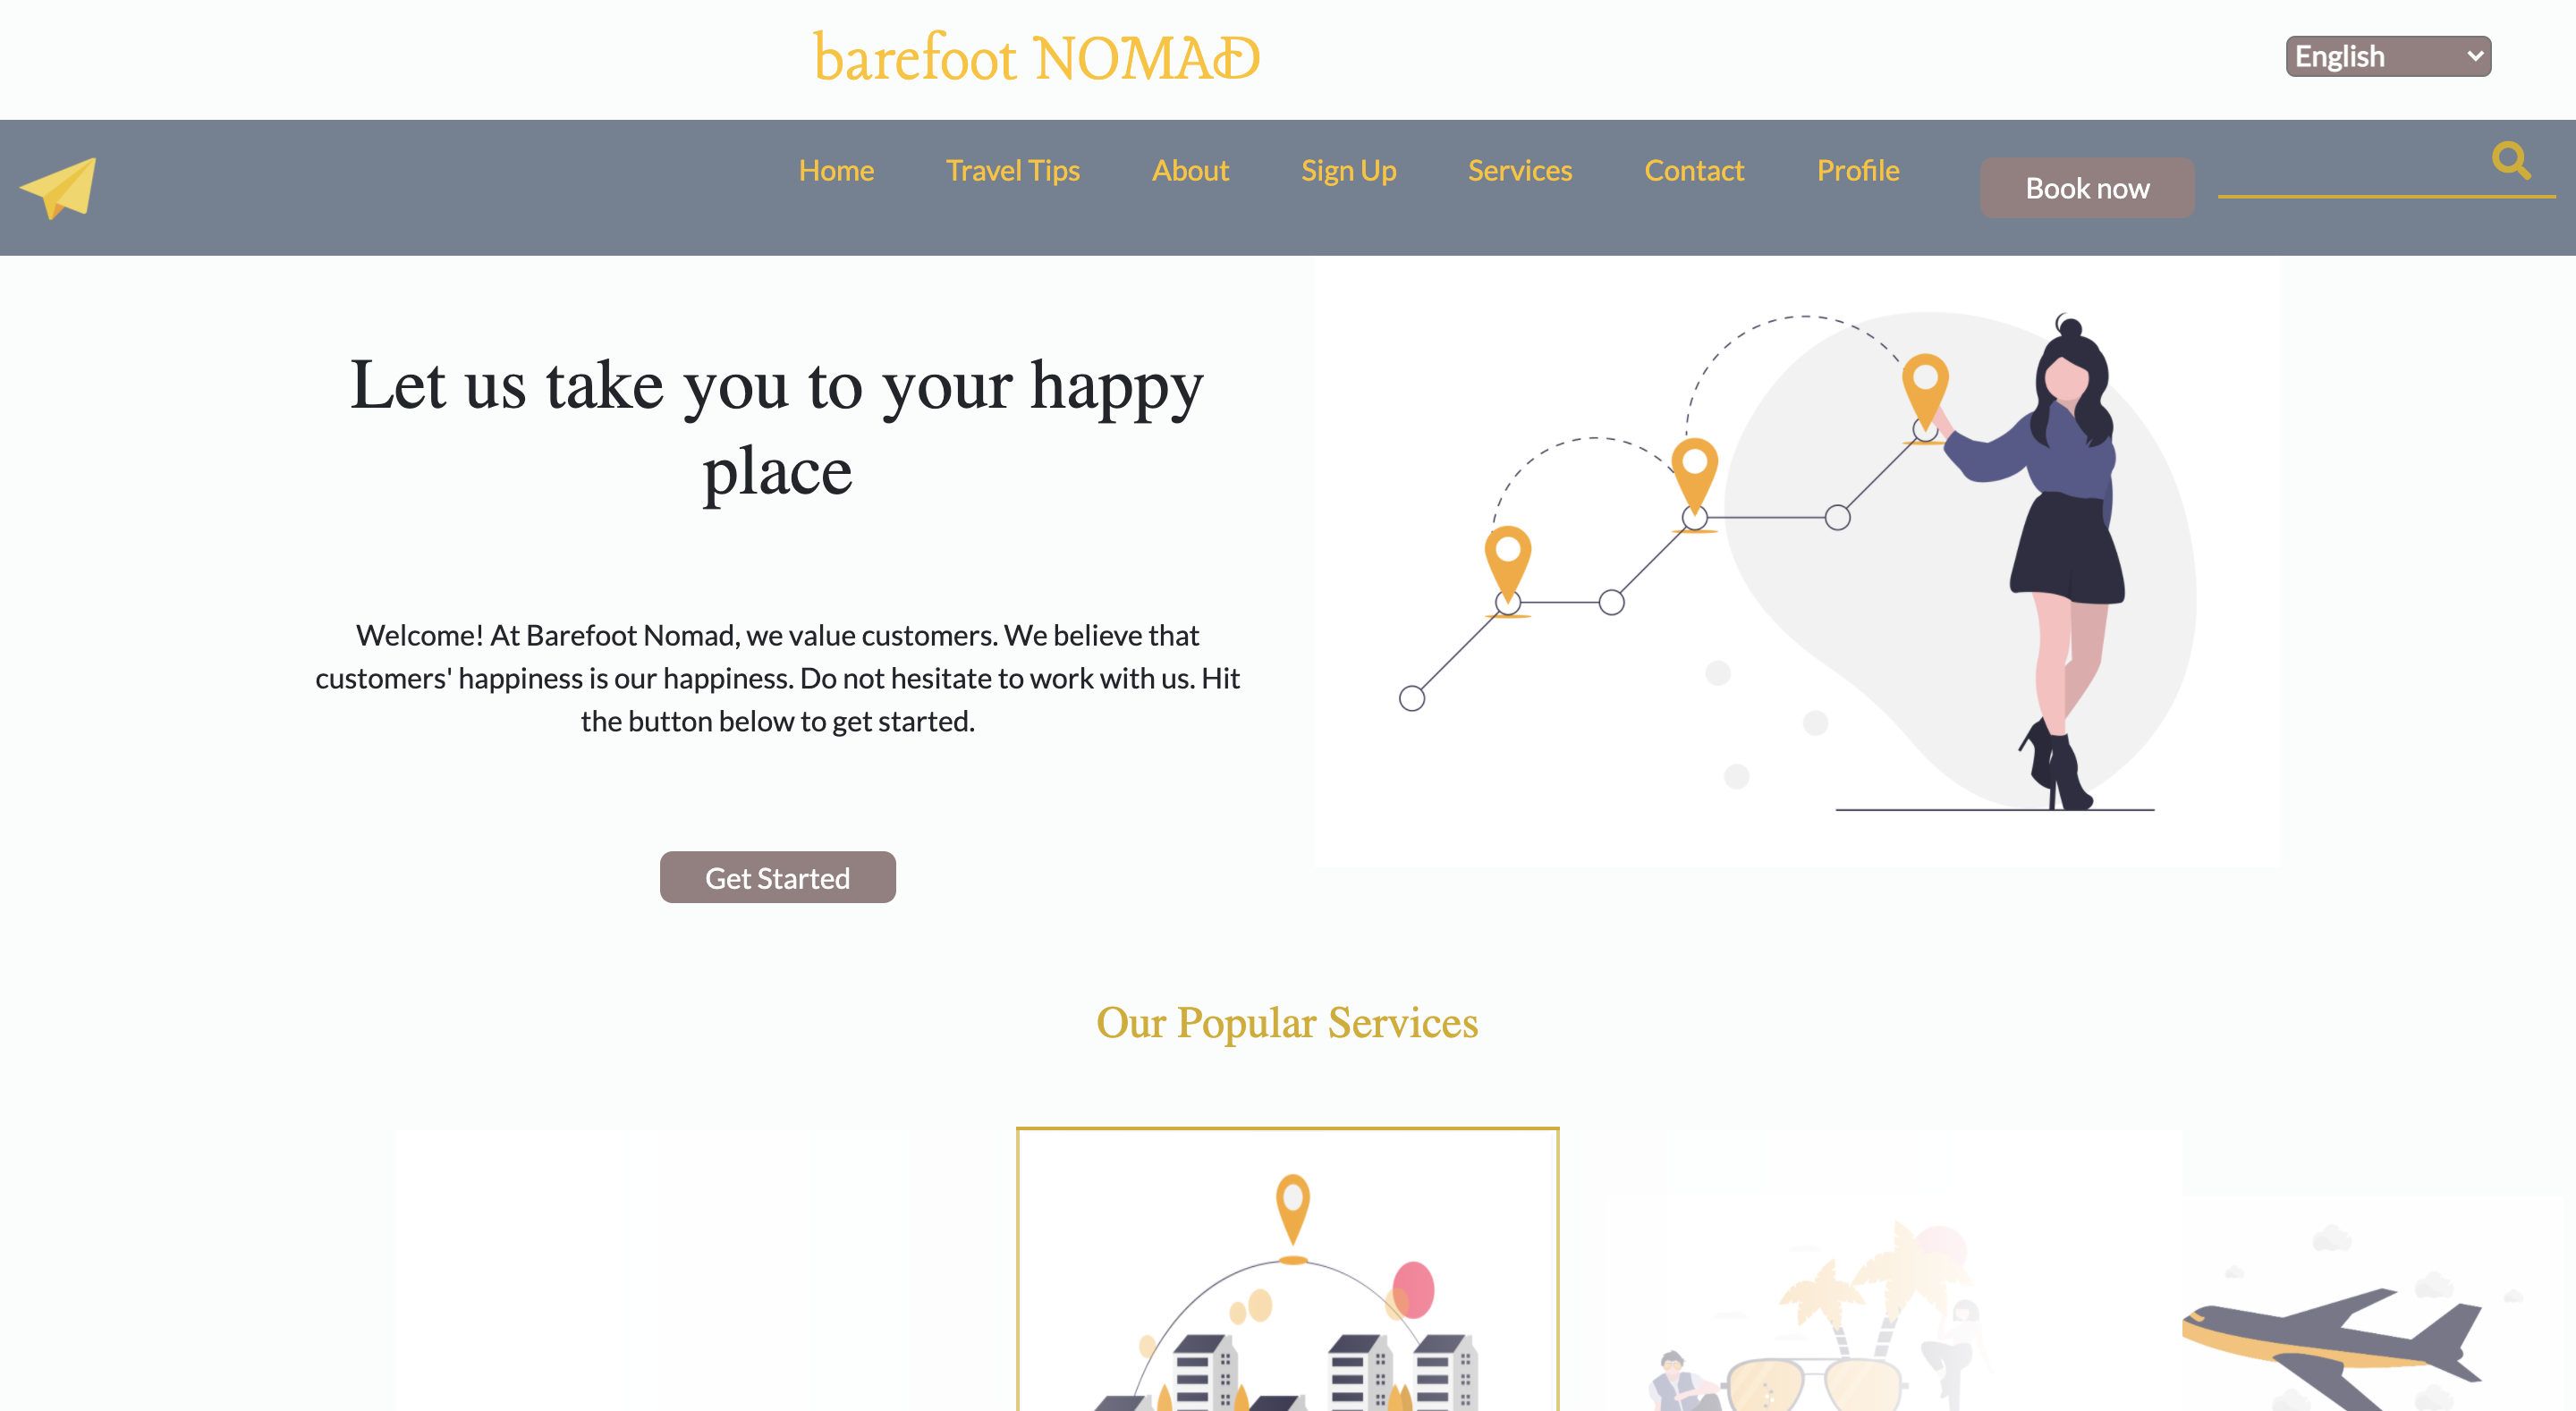 barefoot NOMAD
English
Home Travel Tips About Sign Up Services Contact Profile Book now
Let us take you to your happy
place
Welcome! At Barefoot Nomad, we value customers. We believe that
customers' happiness is our happiness. Do not hesitate to work with us. Hit
the button below to get started.
Get Started
Our Popular Services